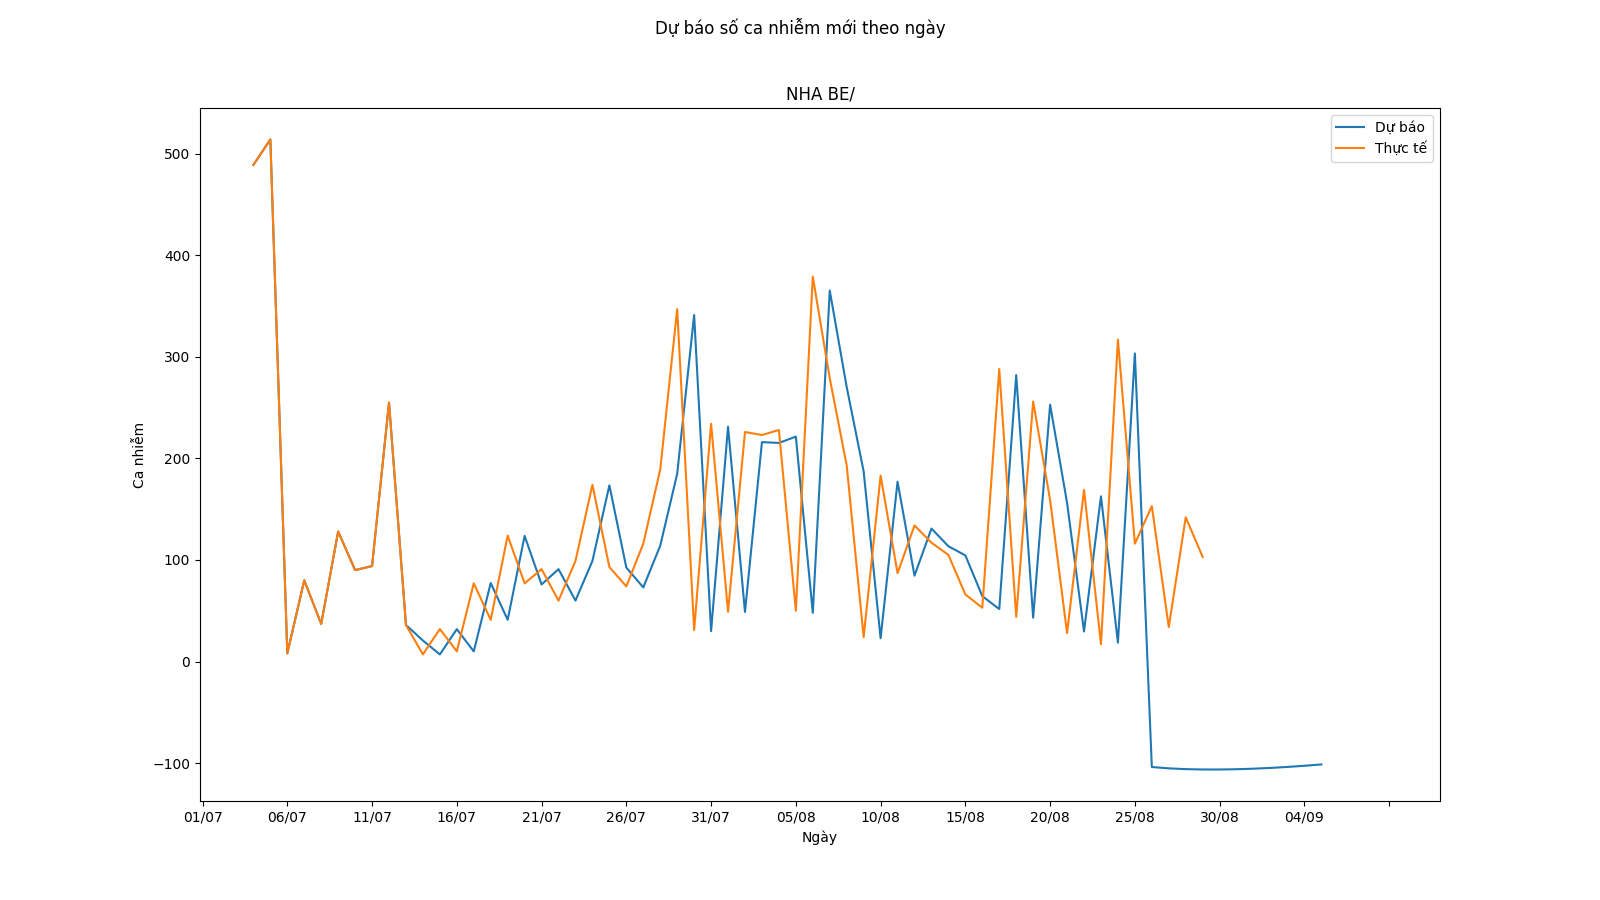 Dự báo số ca nhiễm mới theo ngày
NHA BE/
Dự báo
Thực tế
500
400
300
200
100
0
−100
Ca nhiễm
01/07 06/07 11/07 16/07 21/07 26/07 31/07 05/08 10/08 15/08 20/08 25/08 30/08 04/09
Ngày